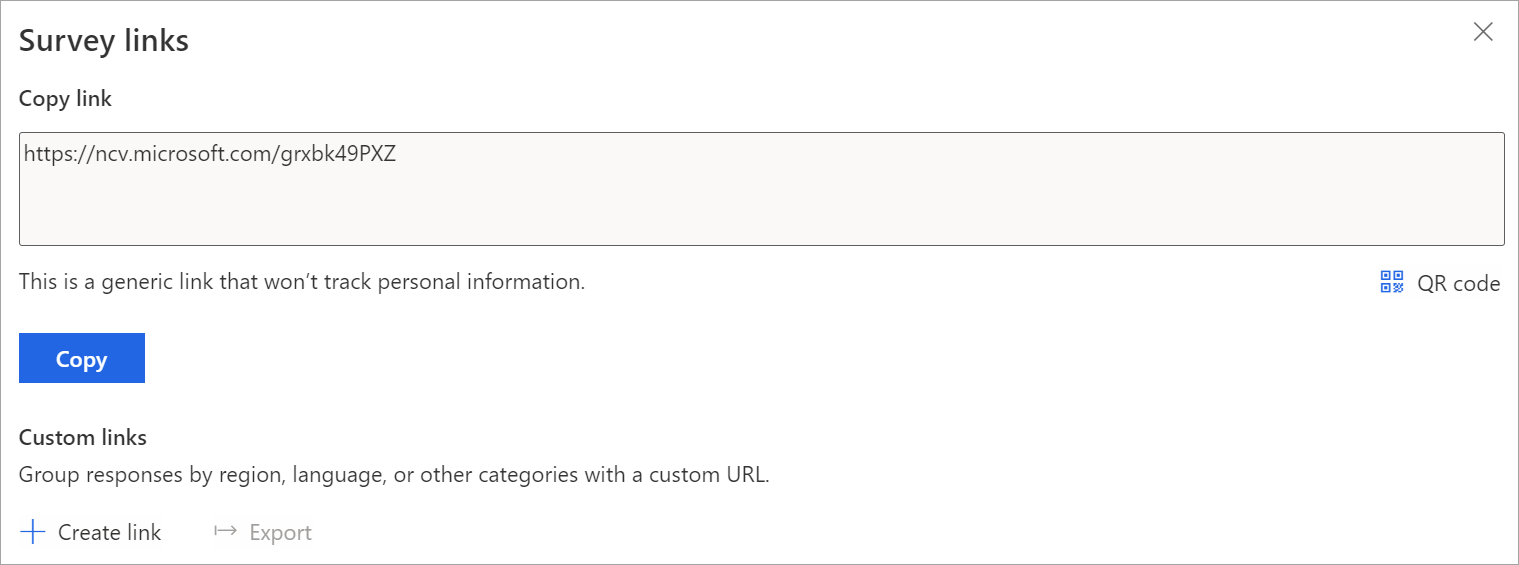 Survey links
Copy link
https://ncv.microsoft.com/grxbk49PXZ
This is a generic link that won’t track personal information.
QR code
Copy
Custom links
Group responses by region, language, or other categories with a custom URL.
Create link
Export